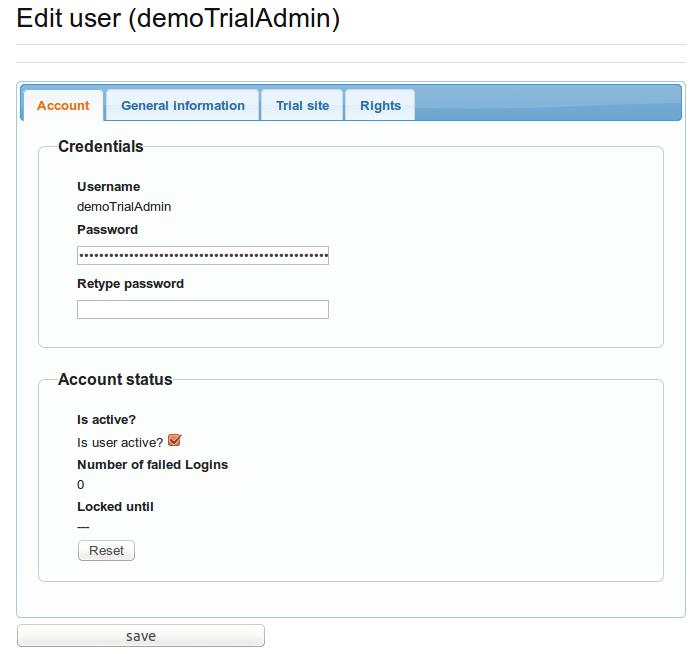 Edit user (demoTrialAdmin)
Account General information Trial site Rights
Credentials
Username
demoTrialAdmin
Password
••••••••••••••••••••••••••••••••••••••••••••••••••
Retype password
Account status
Is active?
Is user active?
Number of failed Logins
0
Locked until
---
Reset
save